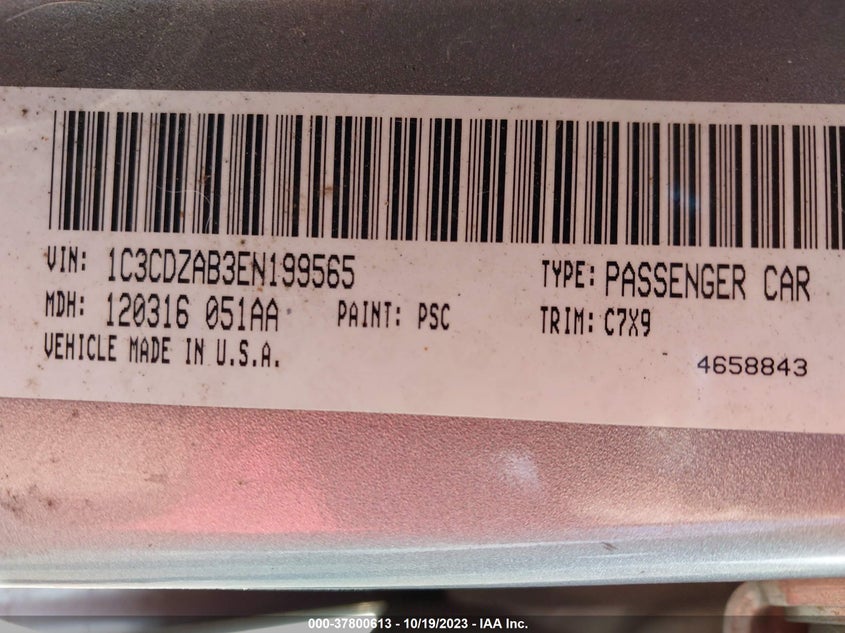 VIN: 1C3CDZAB3EN199565 TYPE: PASSENGER CAR
MDH: 120316 051AA PAINT: PSC TRIM: C7X9
VEHICLE MADE IN U.S.A. 4658843
000-37800613 - 10/19/2023 - IAA Inc.